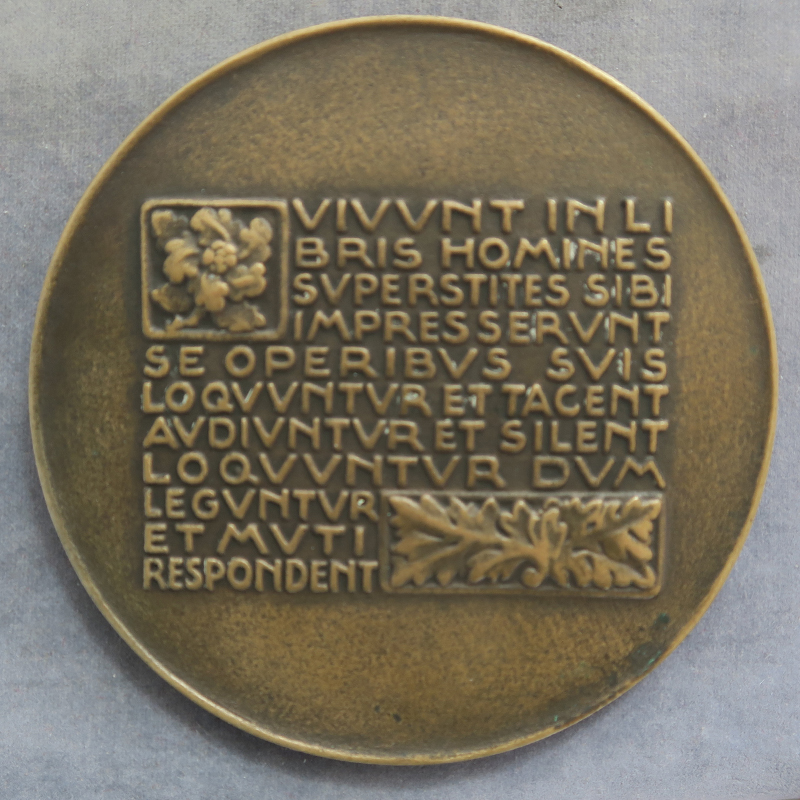 VIVVNT IN LI
BRIS HOMINES
SVPERSTITES SIBI
IMPRESSERVNT
SE OPERIBVS SVIS
LOQVVNTVR ET TACENT
AVDIVNTVR ET SILENT
LOQVVNTVR DVM
LEGVNTVR
ET MVTI
RESPONDENT